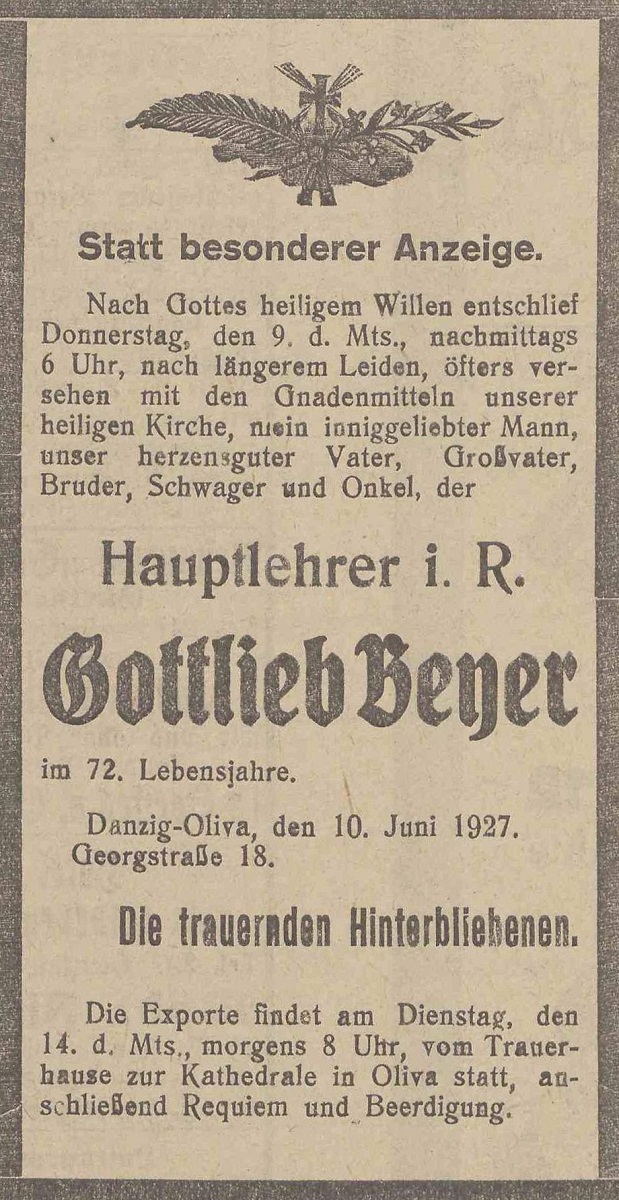 Statt besonderer Anzeige.
Nach Gottes heiligem Willen entschlief
Donnerstag, den 9. d. Mts., nachmittags
6 Uhr, nach längerem Leiden, öfters ver-
sehen mit den Gnadenmitteln unserer
heiligen Kirche, mein inniggeliebter Mann,
unser herzensguter Vater, Großvater,
Bruder, Schwager und Onkel, der
Hauptlehrer i. R.
Gottlieb Beyer
im 72. Lebensjahre.
Danzig-Oliva, den 10. Juni 1927.
Georgstraße 18.
Die trauernden Hinterbliebenen.
Die Exporte findet am Dienstag, den
14. d. Mts., morgens 8 Uhr, vom Trauer-
hause zur Kathedrale in Oliva statt, an-
schließend Requiem und Beerdigung.